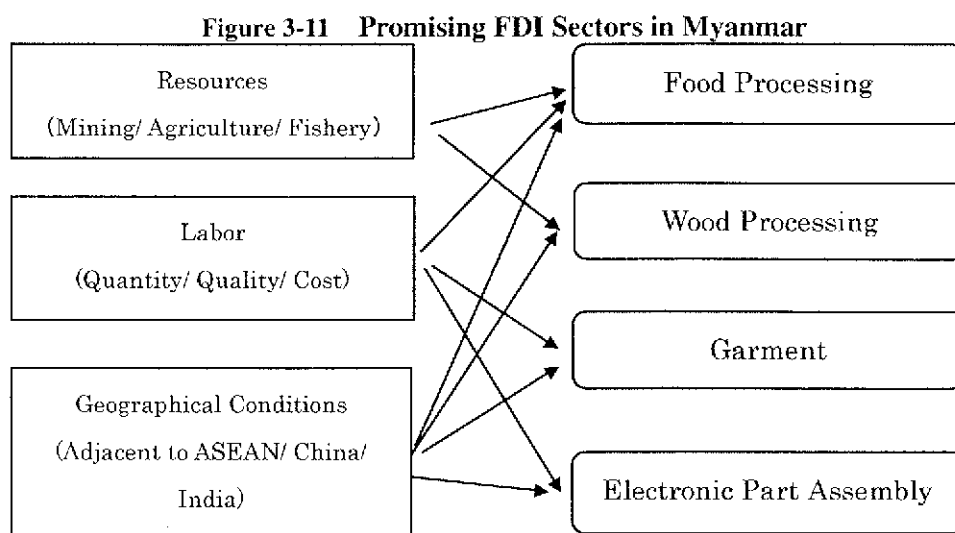 Figure 3-11 Promising FDI Sectors in Myanmar
Resources
(Mining/ Agriculture/ Fishery)
Labor
(Quantity/ Quality/ Cost)
Geographical Conditions
(Adjacent to ASEAN/ China/
India)
Food Processing
Wood Processing
Garment
Electronic Part Assembly